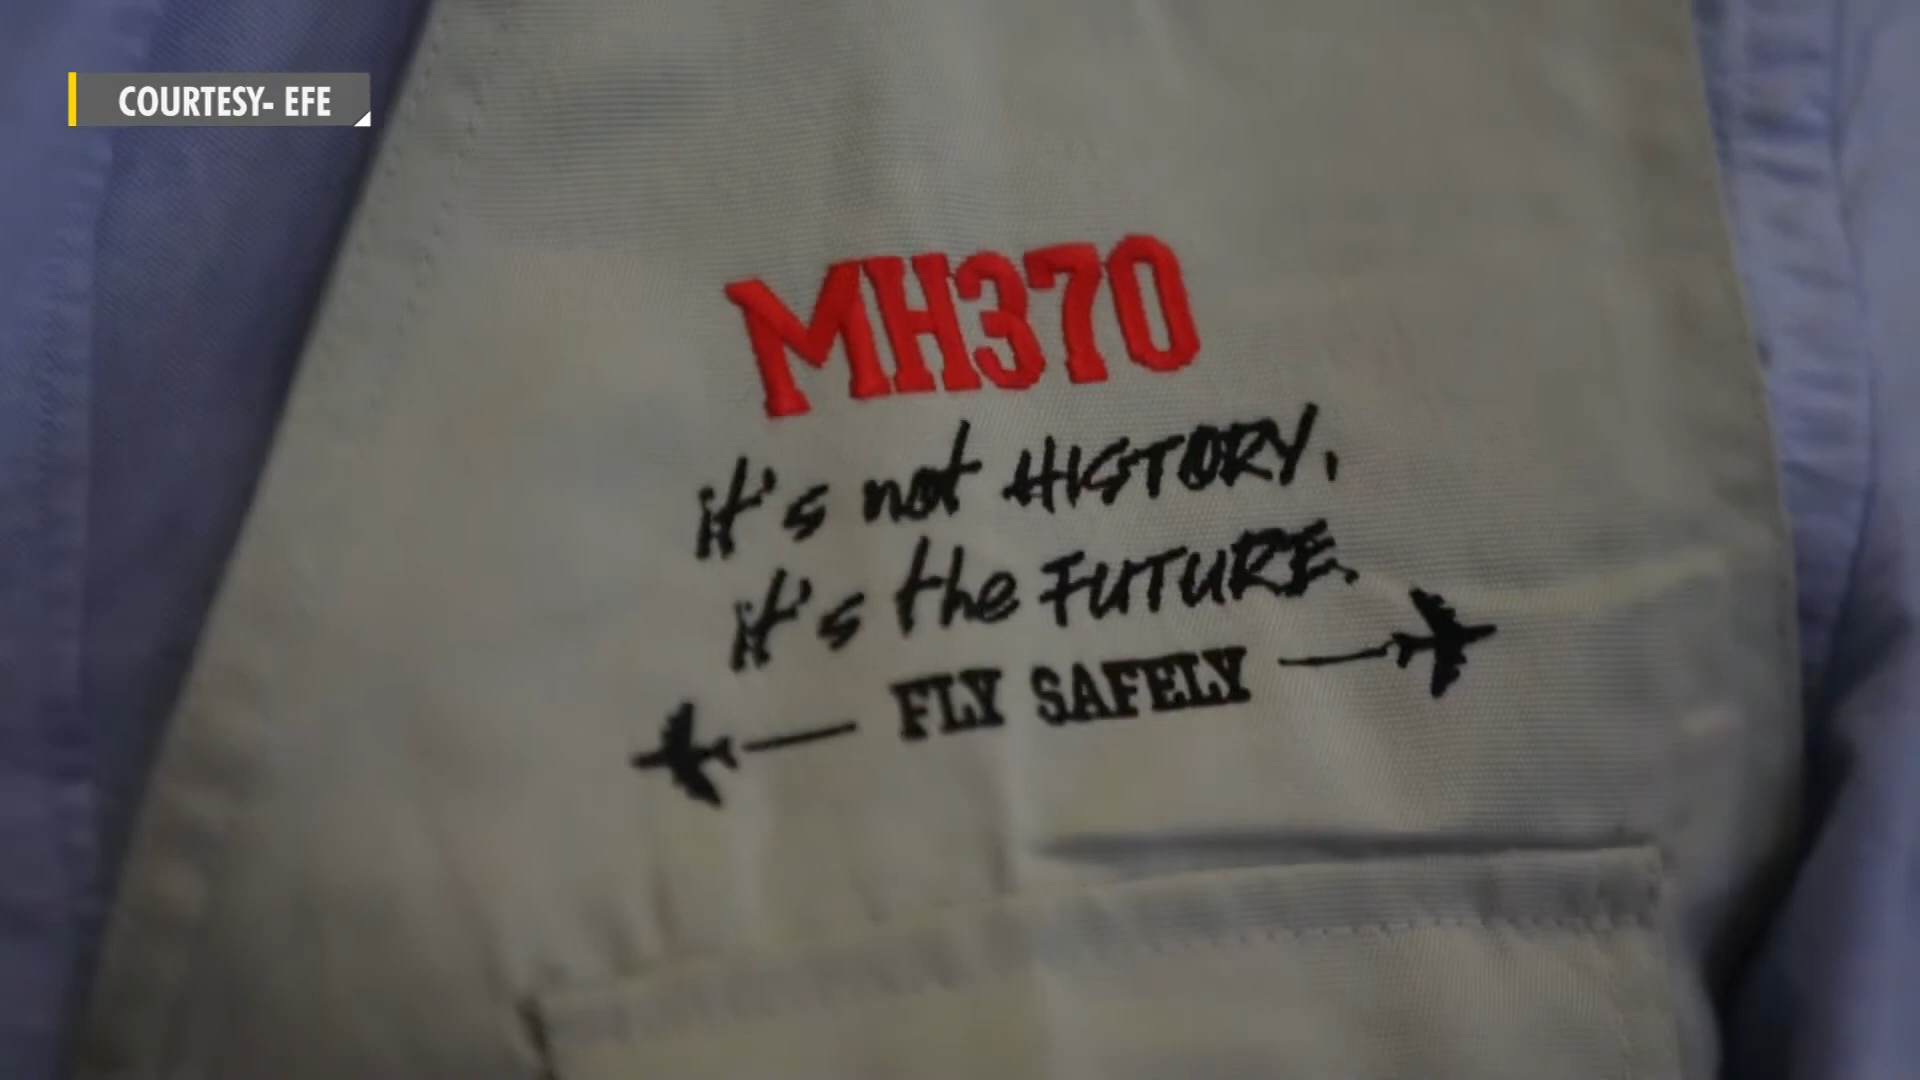 COURTESY- EFE
MH370
it's not HISTORY,
it's the FUTURE.
FLY SAFELY